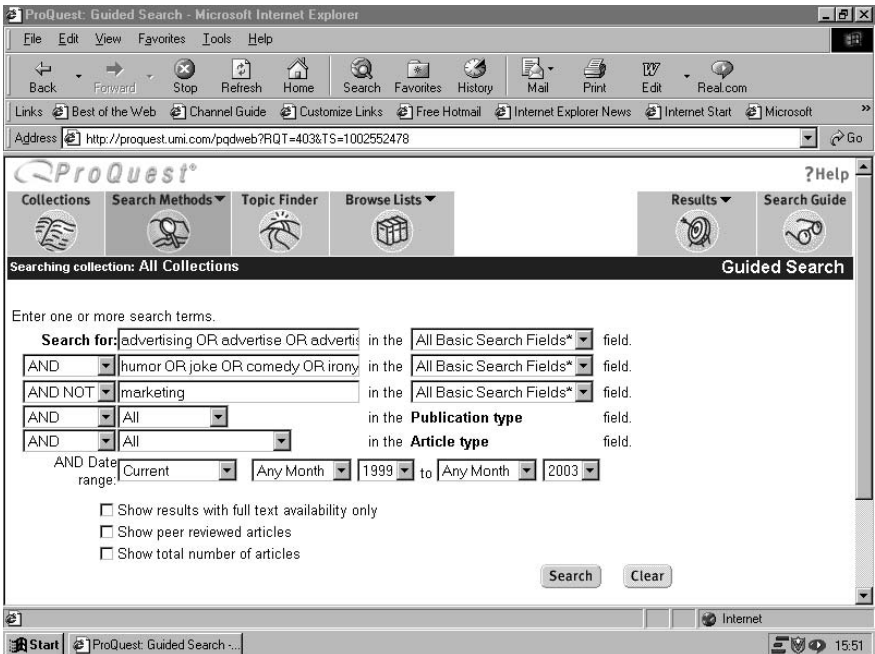 ProQuest: Guided Search - Microsoft Internet Explorer
File Edit View Favorites Tools Help
Back Forward Stop Refresh Home Search Favorites History Mail Print Edit Real.com
Links Best of the Web Channel Guide Customize Links Free Hotmail Internet Explorer News Internet Start Microsoft »
Address http://proquest.umi.com/pqdweb?RQT=403&TS=1002552478 Go
ProQuest® ?Help
Collections Search Methods Topic Finder Browse Lists Results Search Guide
Searching collection: All Collections Guided Search
Enter one or more search terms.
Search for: advertising OR advertise OR advertis in the All Basic Search Fields* field.
AND humor OR joke OR comedy OR irony in the All Basic Search Fields* field.
AND NOT marketing in the All Basic Search Fields* field.
AND All in the Publication type field.
AND All in the Article type field.
AND Date range: Current Any Month 1999 to Any Month 2003
Show results with full text availability only
Show peer reviewed articles
Show total number of articles
Search Clear
Internet
Start ProQuest: Guided Search -... 15:51